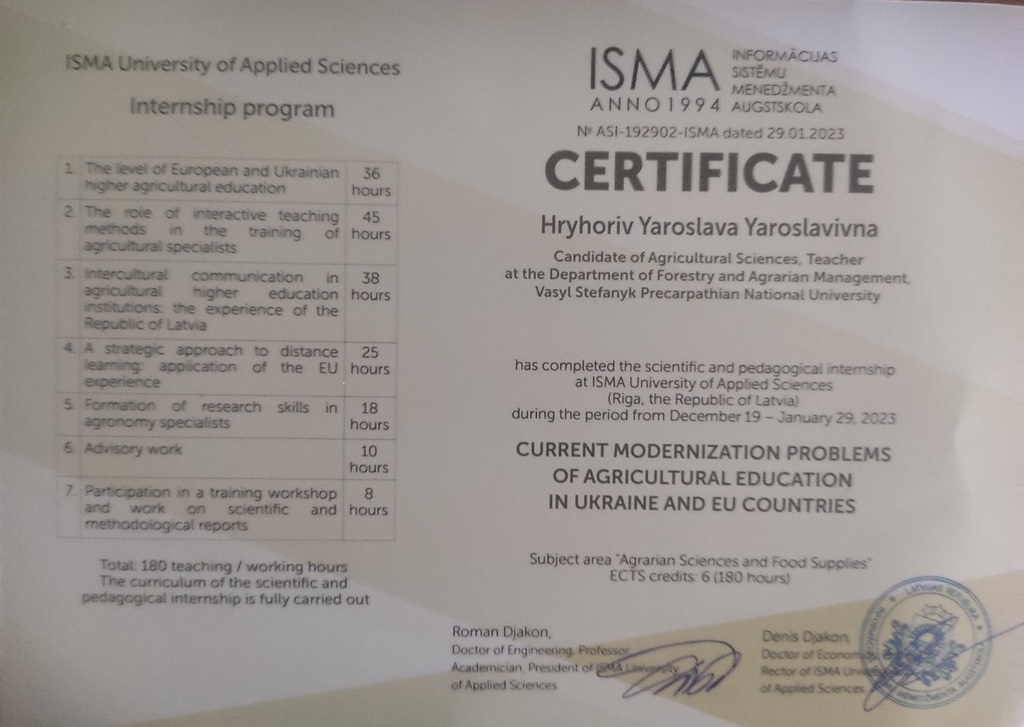 ISMA University of Applied Sciences
Internship program
1. The level of European and Ukrainian
higher agricultural education
36
hours
2. The role of interactive teaching
methods in the training of
agricultural specialists
45
hours
3. Intercultural communication in
agricultural higher education
institutions: the experience of the
Republic of Latvia
38
hours
4. A strategic approach to distance
learning: application of the EU
experience
25
hours
5. Formation of research skills in
agronomy specialists
18
hours
6. Advisory work
10
hours
7. Participation in a training workshop
and work on scientific and
methodological reports
8
hours
Total: 180 teaching / working hours
The curriculum of the scientific and
pedagogical internship is fully carried out
ISMA
ANNO 1994
INFORMĀCIJAS
SISTĒMU
MENEDŽMENTA
AUGSTSKOLA
№ ASI-192902-ISMA dated 29.01.2023
CERTIFICATE
Hryhoriv Yaroslava Yaroslavivna
Candidate of Agricultural Sciences, Teacher
at the Department of Forestry and Agrarian Management,
Vasyl Stefanyk Precarpathian National University
has completed the scientific and pedagogical internship
at ISMA University of Applied Sciences
(Riga, the Republic of Latvia)
during the period from December 19 – January 29, 2023
CURRENT MODERNIZATION PROBLEMS
OF AGRICULTURAL EDUCATION
IN UKRAINE AND EU COUNTRIES
Subject area "Agrarian Sciences and Food Supplies"
ECTS credits: 6 (180 hours)
Roman Djakon,
Doctor of Engineering, Professor
Academician, President of ISMA University
of Applied Sciences
Denis Djakon,
Doctor of Econom
Rector of ISMA Univ
of Applied Sciences
LATVIJAS REPUBLIKA
MENEDŽMENTA AUGSTSKOLA